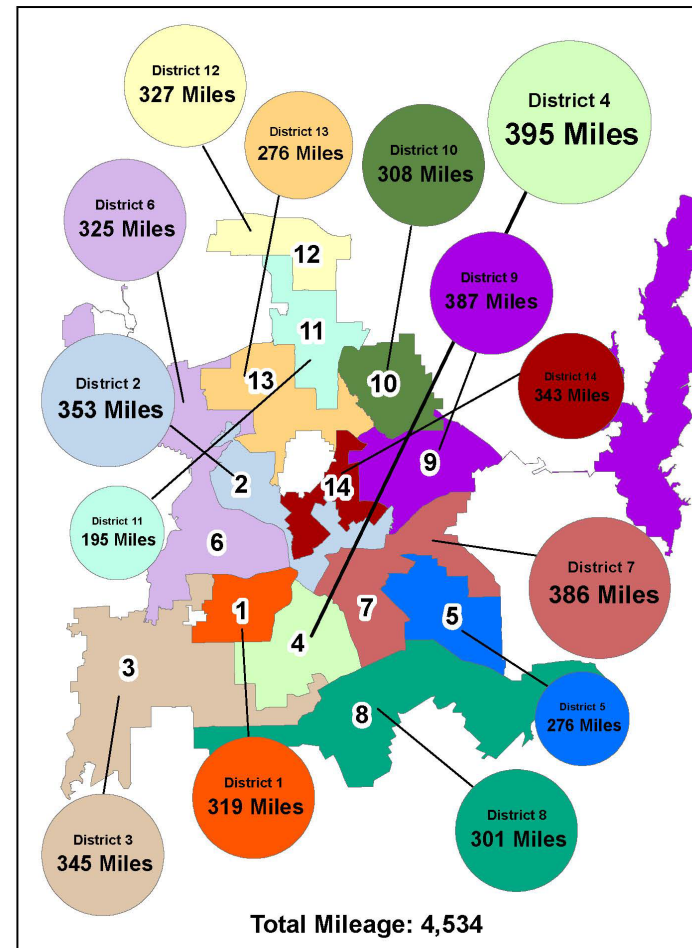 District 12
327 Miles
District 4
395 Miles
District 13
276 Miles
District 10
308 Miles
District 6
325 Miles
District 9
387 Miles
12
11
District 2
353 Miles
13
10
District 14
343 Miles
9
2
14
District 11
195 Miles
6
District 7
386 Miles
1
7
5
4
3
8
District 5
276 Miles
District 1
319 Miles
District 8
301 Miles
District 3
345 Miles
Total Mileage: 4,534